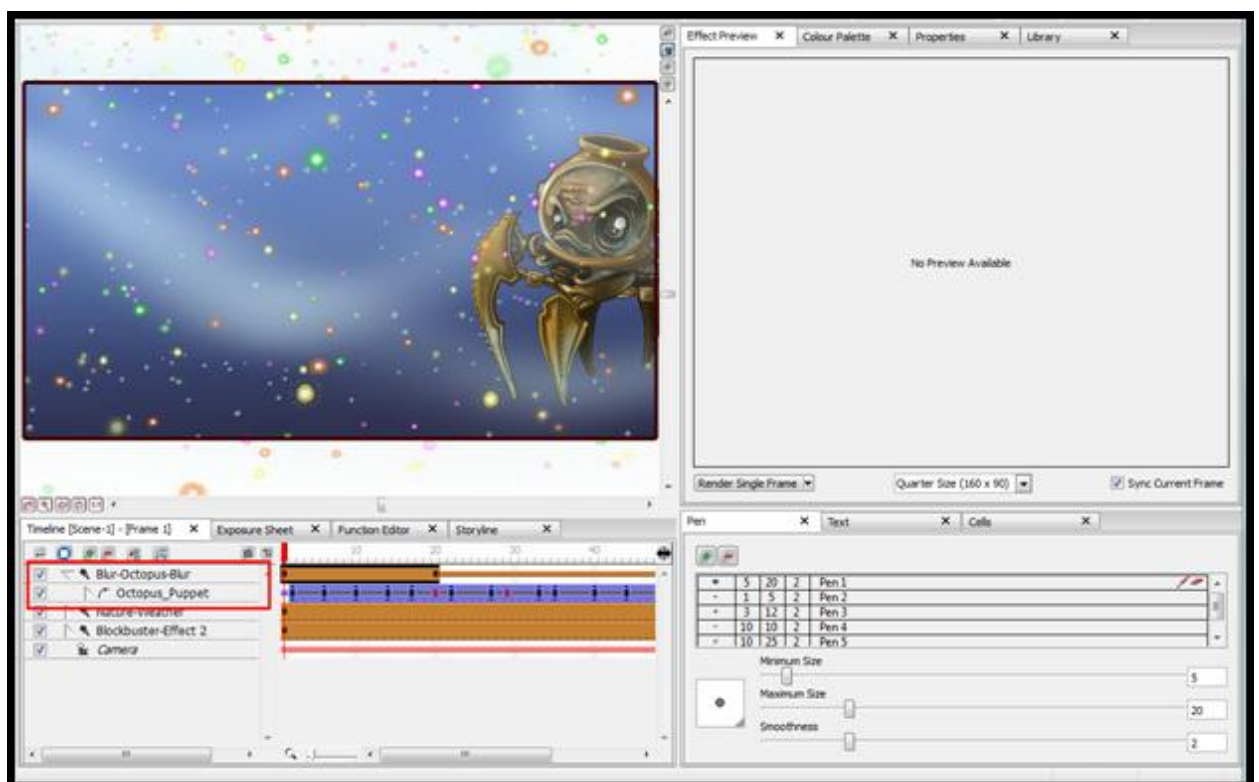 Effect Preview Colour Palette Properties Library
No Preview Available
Render Single Frame Quarter Size (160 x 90) Sync Current Frame
Timeline [Scene-1] - [Frame 1] Exposure Sheet Function Editor Storyline
10 20 30 40
Blur-Octopus-Blur
Octopus_Puppet
Nature-Weather
Blockbuster-Effect 2
Camera
Pen Text Cells
5 20 2 Pen 1
1 5 2 Pen 2
3 12 2 Pen 3
10 10 2 Pen 4
10 25 2 Pen 5
Minimum Size
5
Maximum Size
20
Smoothness
2